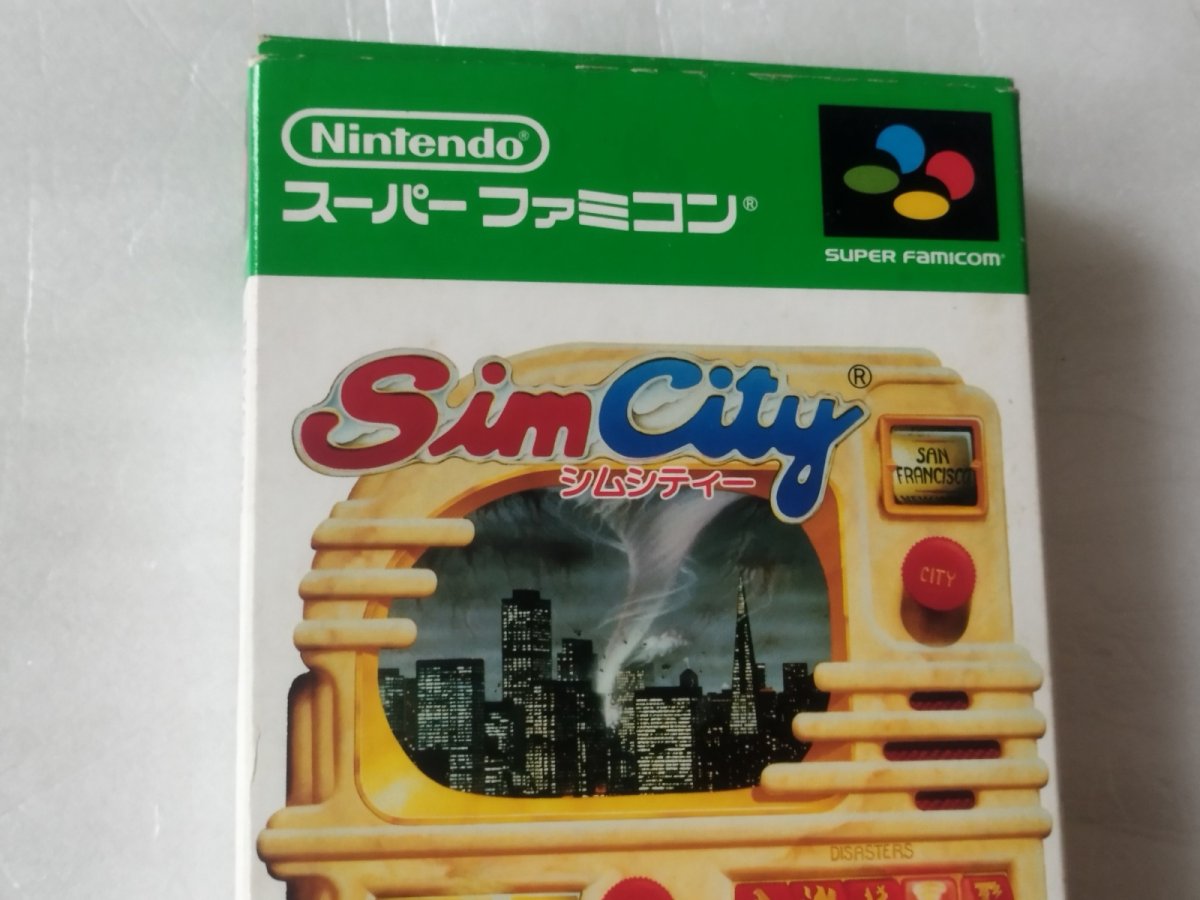 Nintendo®
スーパーファミコン®
SUPER FAMICOM
SimCity®
シムシティー
SAN
FRANCISCO
CITY
DISASTERS